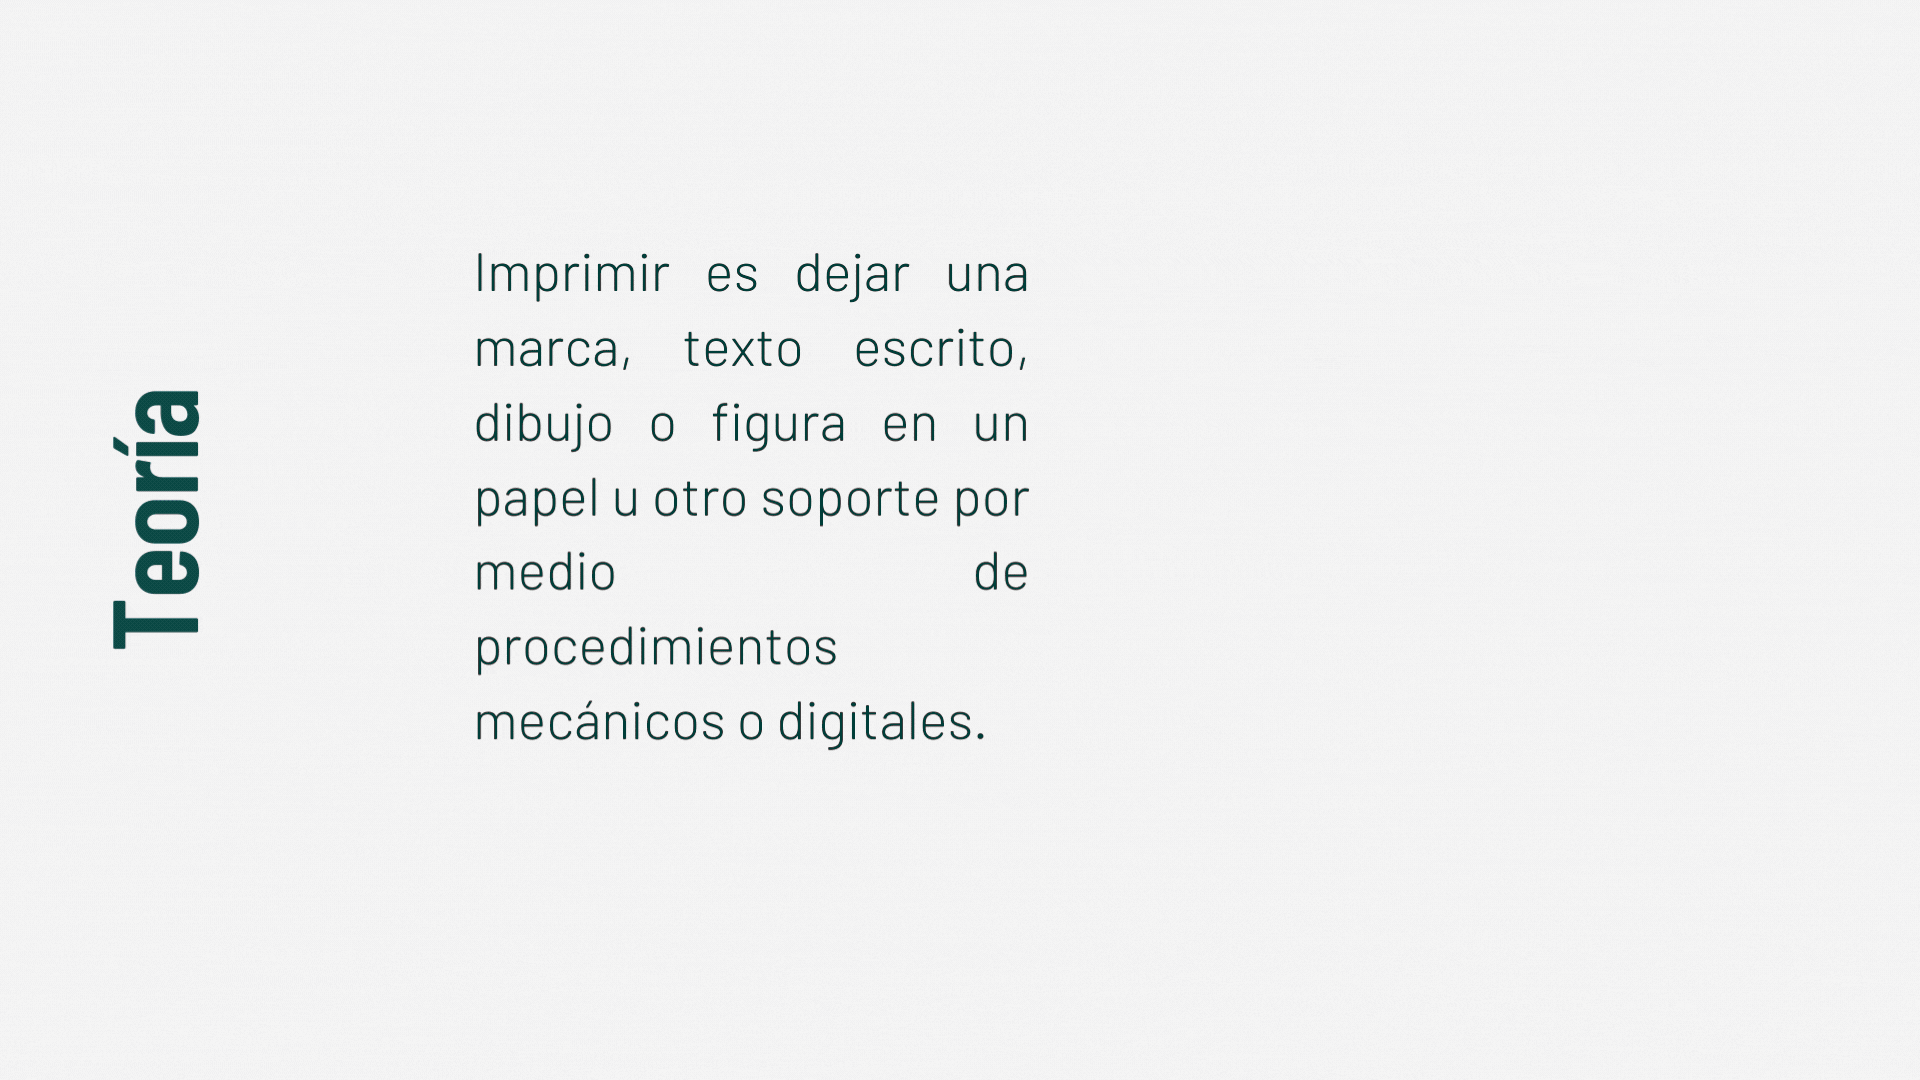 Teoría
Imprimir es dejar una
marca, texto escrito,
dibujo o figura en un
papel u otro soporte por
medio de
procedimientos
mecánicos o digitales.